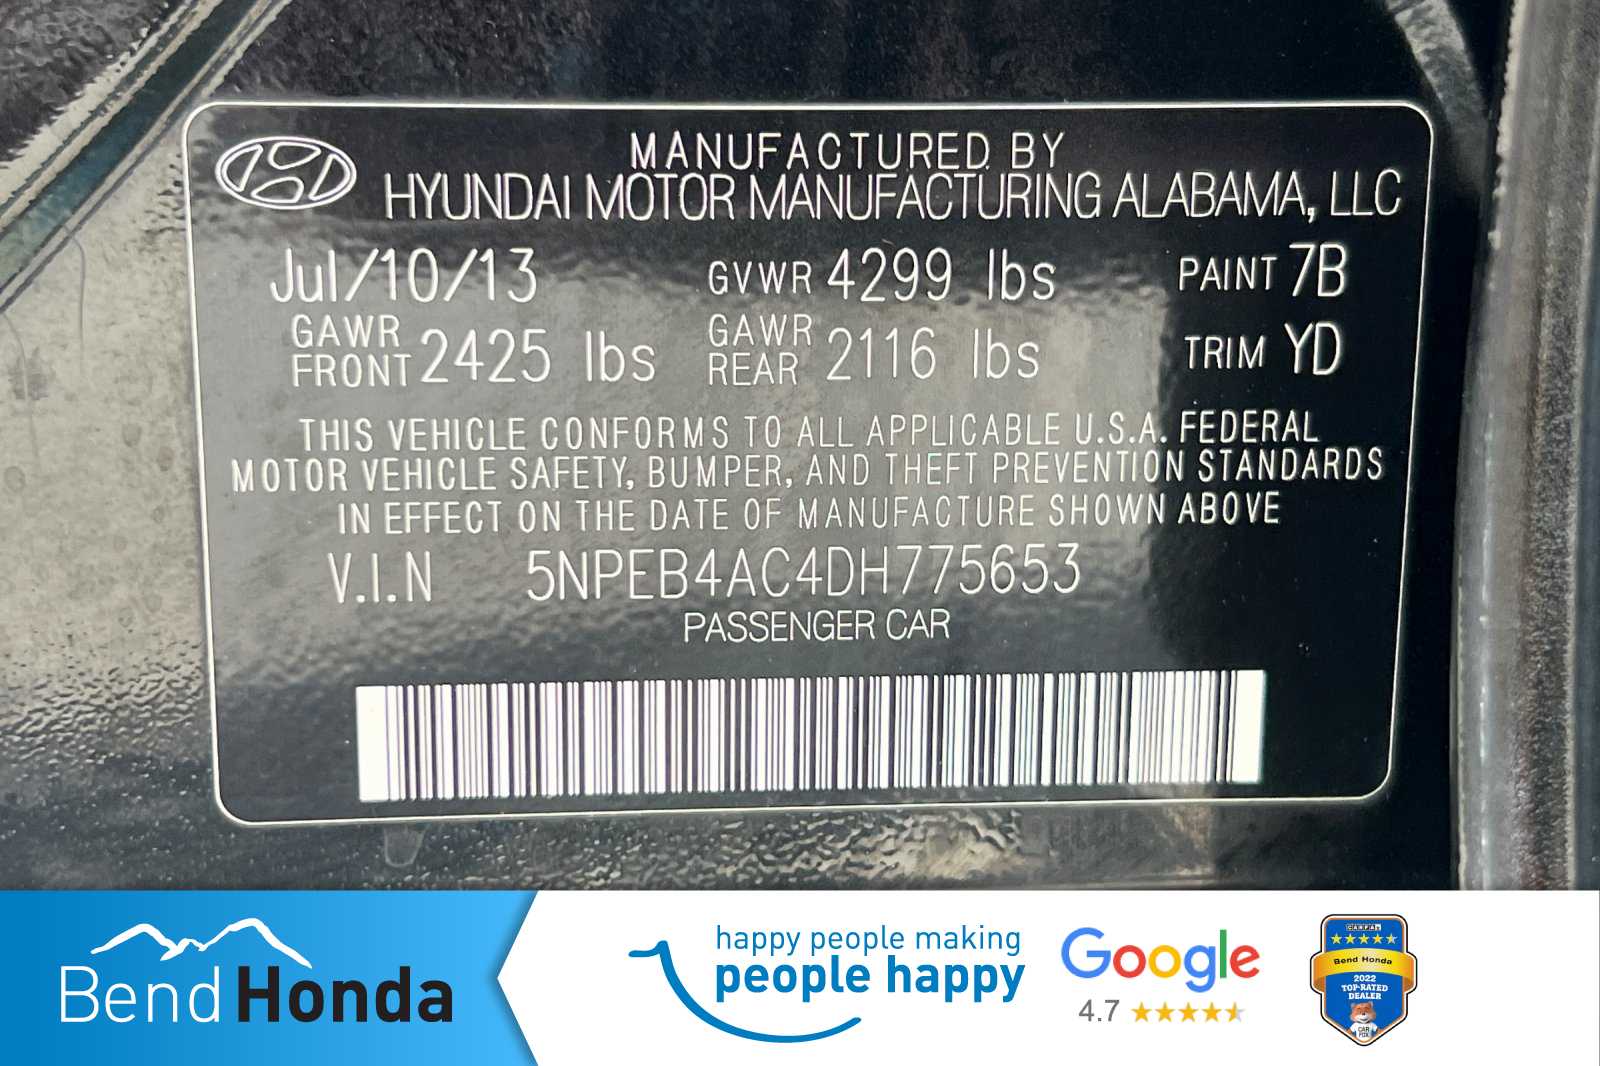 MANUFACTURED BY
HYUNDAI MOTOR MANUFACTURING ALABAMA, LLC
Jul/10/13 GVWR 4299 lbs PAINT 7B
GAWR FRONT 2425 lbs GAWR REAR 2116 lbs TRIM YD
THIS VEHICLE CONFORMS TO ALL APPLICABLE U.S.A. FEDERAL
MOTOR VEHICLE SAFETY, BUMPER, AND THEFT PREVENTION STANDARDS
IN EFFECT ON THE DATE OF MANUFACTURE SHOWN ABOVE
V.I.N 5NPEB4AC4DH775653
PASSENGER CAR
Bend Honda
happy people making
people happy
Google
4.7
CARFAX
Bend Honda
2022
TOP-RATED
DEALER
CAR
FOX